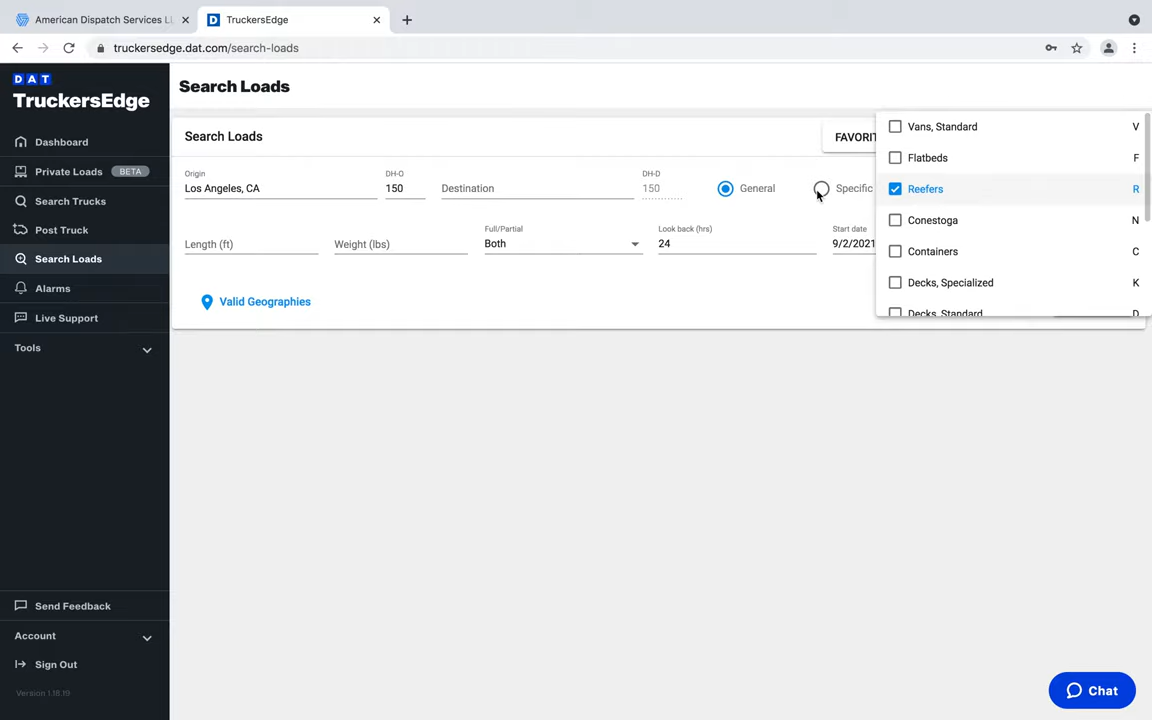 American Dispatch Services Li
TruckersEdge
truckersedge.dat.com/search-loads
DAT
TruckersEdge
Dashboard
Private Loads BETA
Search Trucks
Post Truck
Search Loads
Alarms
Live Support
Tools
Send Feedback
Account
Sign Out
Version 1.18.19
Search Loads
Search Loads
FAVORIT
Origin
Los Angeles, CA
DH-O
150
Destination
DH-D
150
General
Specific
Length (ft)
Weight (lbs)
Full/Partial
Both
Look back (hrs)
24
Start date
9/2/2021
Valid Geographies
Vans, Standard V
Flatbeds F
Reefers R
Conestoga N
Containers C
Decks, Specialized K
Decks, Standard D
Chat